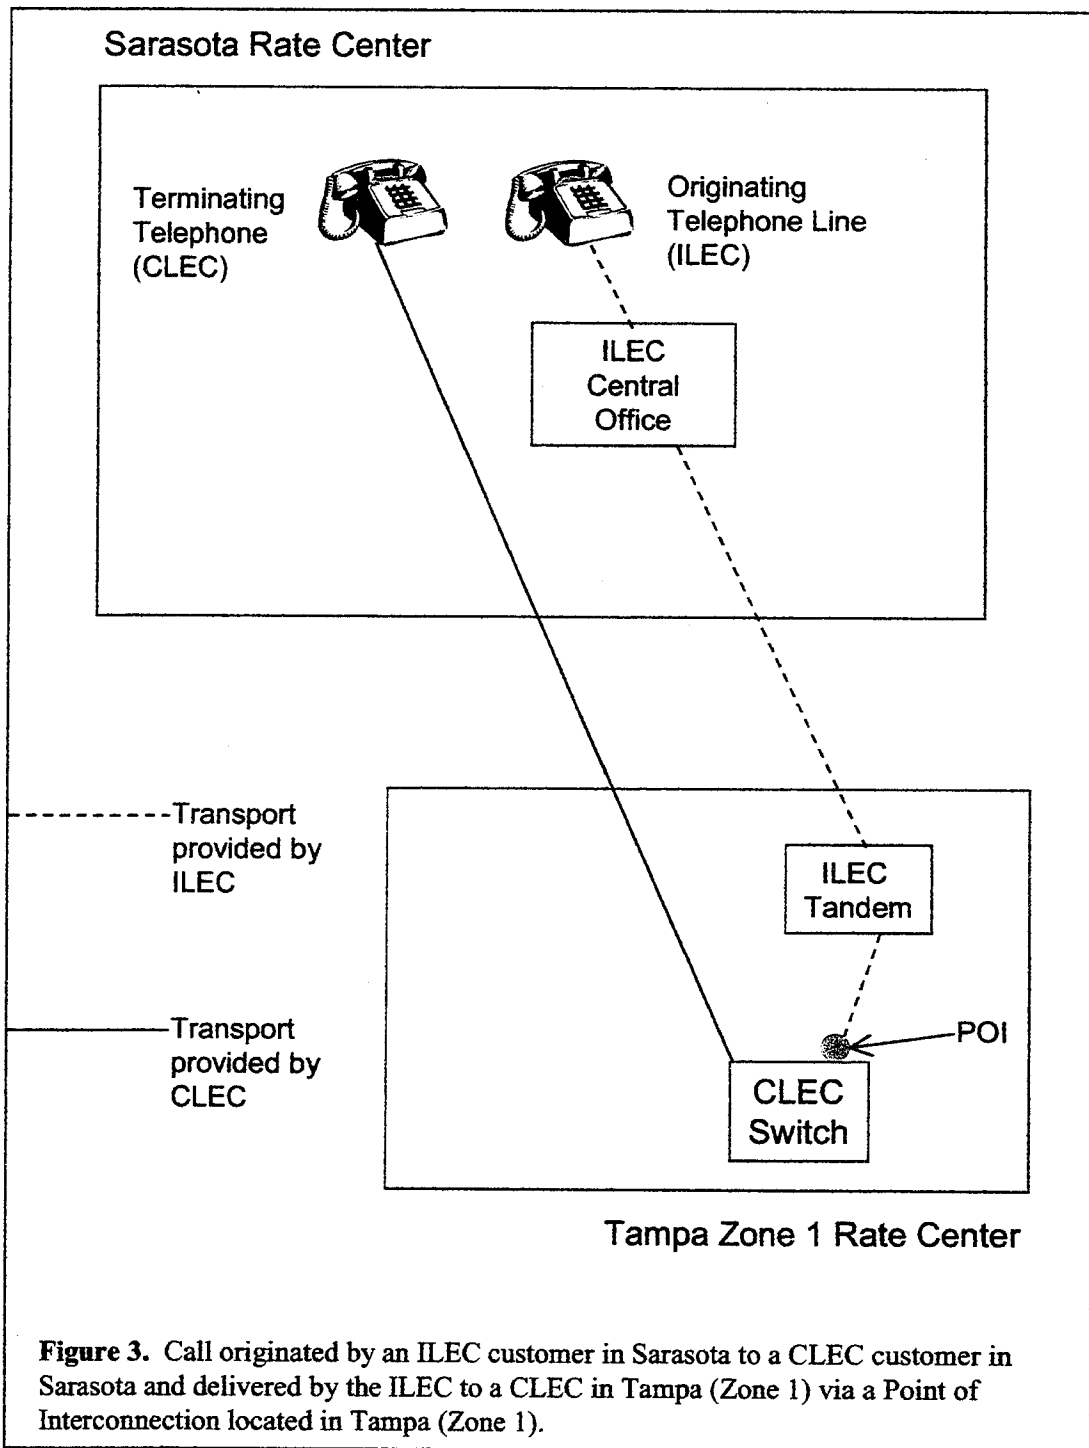 Sarasota Rate Center
Terminating
Telephone
(CLEC)
Originating
Telephone Line
(ILEC)
ILEC
Central
Office
Transport
provided by
ILEC
ILEC
Tandem
Transport
provided by
CLEC
POI
CLEC
Switch
Tampa Zone 1 Rate Center
Figure 3. Call originated by an ILEC customer in Sarasota to a CLEC customer in
Sarasota and delivered by the ILEC to a CLEC in Tampa (Zone 1) via a Point of
Interconnection located in Tampa (Zone 1).